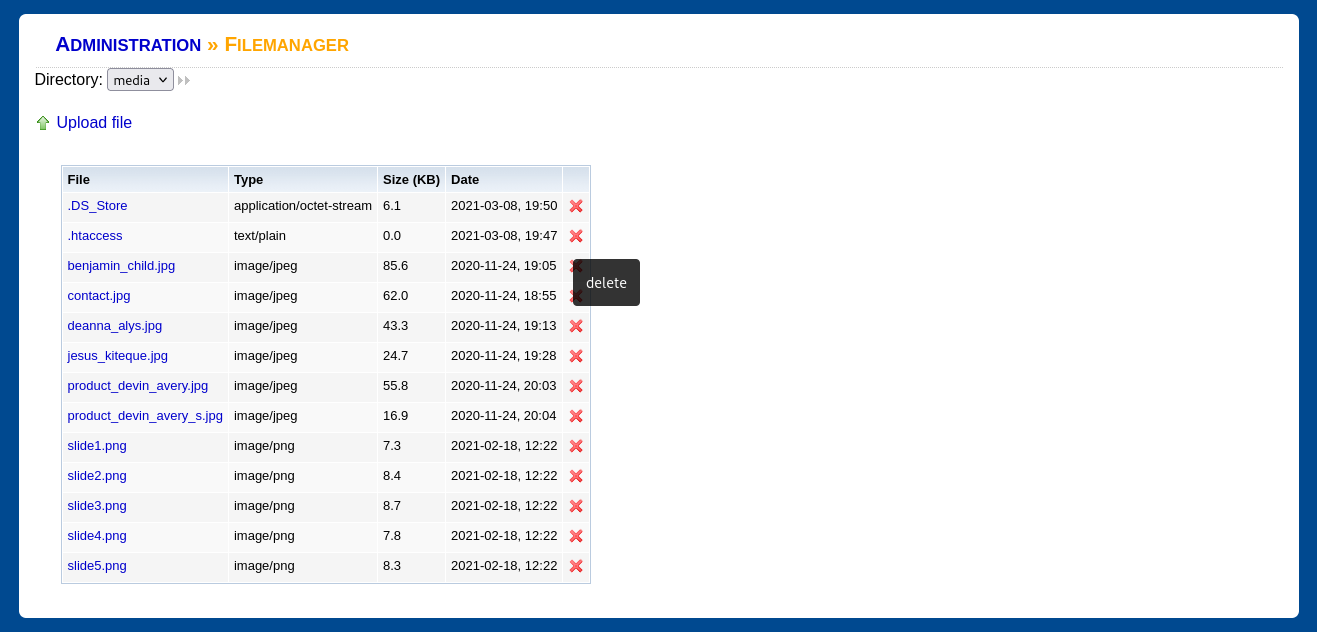 Administration » Filemanager
Directory: media
Upload file
File Type Size (KB) Date
.DS_Store application/octet-stream 6.1 2021-03-08, 19:50
.htaccess text/plain 0.0 2021-03-08, 19:47
benjamin_child.jpg image/jpeg 85.6 2020-11-24, 19:05
delete
contact.jpg image/jpeg 62.0 2020-11-24, 18:55
deanna_alys.jpg image/jpeg 43.3 2020-11-24, 19:13
jesus_kiteque.jpg image/jpeg 24.7 2020-11-24, 19:28
product_devin_avery.jpg image/jpeg 55.8 2020-11-24, 20:03
product_devin_avery_s.jpg image/jpeg 16.9 2020-11-24, 20:04
slide1.png image/png 7.3 2021-02-18, 12:22
slide2.png image/png 8.4 2021-02-18, 12:22
slide3.png image/png 8.7 2021-02-18, 12:22
slide4.png image/png 7.8 2021-02-18, 12:22
slide5.png image/png 8.3 2021-02-18, 12:22